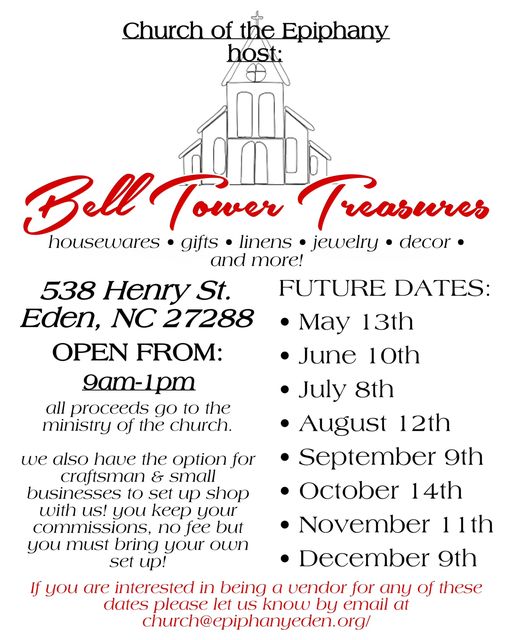 Church of the Epiphany
host:
Bell Tower Treasures
housewares • gifts • linens • jewelry • decor •
and more!
538 Henry St.
Eden, NC 27288
OPEN FROM:
9am-1pm
all proceeds go to the
ministry of the church.
we also have the option for
craftsman & small
businesses to set up shop
with us! you keep your
commissions, no fee but
you must bring your own
set up!
FUTURE DATES:
• May 13th
• June 10th
• July 8th
• August 12th
• September 9th
• October 14th
• November 11th
• December 9th
If you are interested in being a vendor for any of these
dates please let us know by email at
church@epiphanyeden.org/